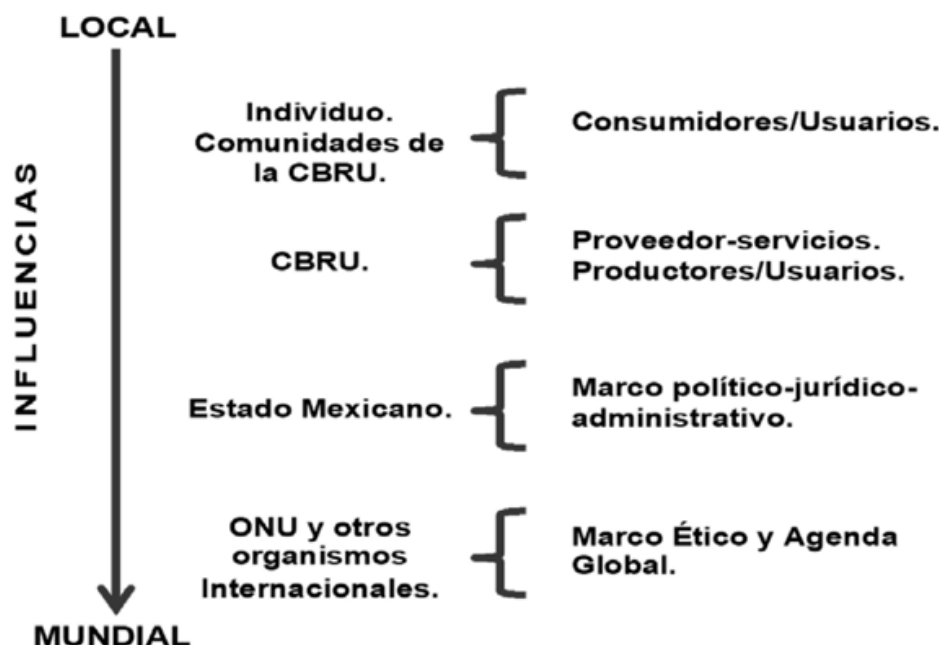 LOCAL
INFLUENCIAS
Individuo.
Comunidades de
la CBRU.
Consumidores/Usuarios.
CBRU.
Proveedor-servicios.
Productores/Usuarios.
Estado Mexicano.
Marco político-jurídico-
administrativo.
ONU y otros
organismos
Internacionales.
Marco Ético y Agenda
Global.
MUNDIAL